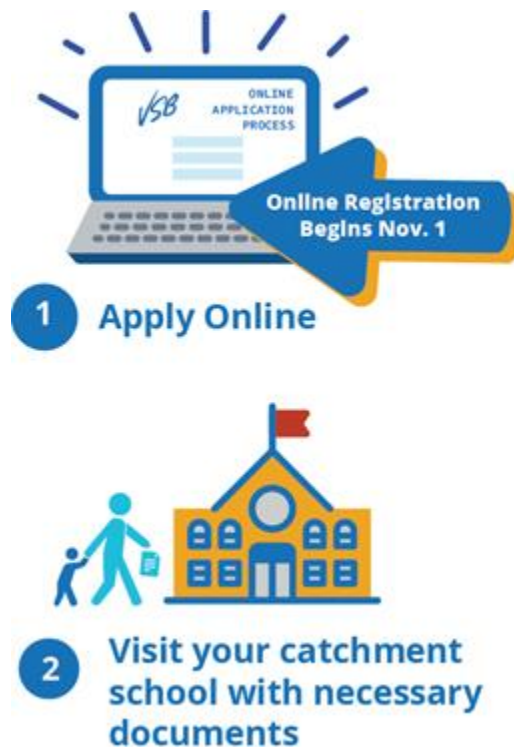 VSB
ONLINE
APPLICATION
PROCESS
Online Registration
Begins Nov. 1
1
Apply Online
2
Visit your catchment
school with necessary
documents